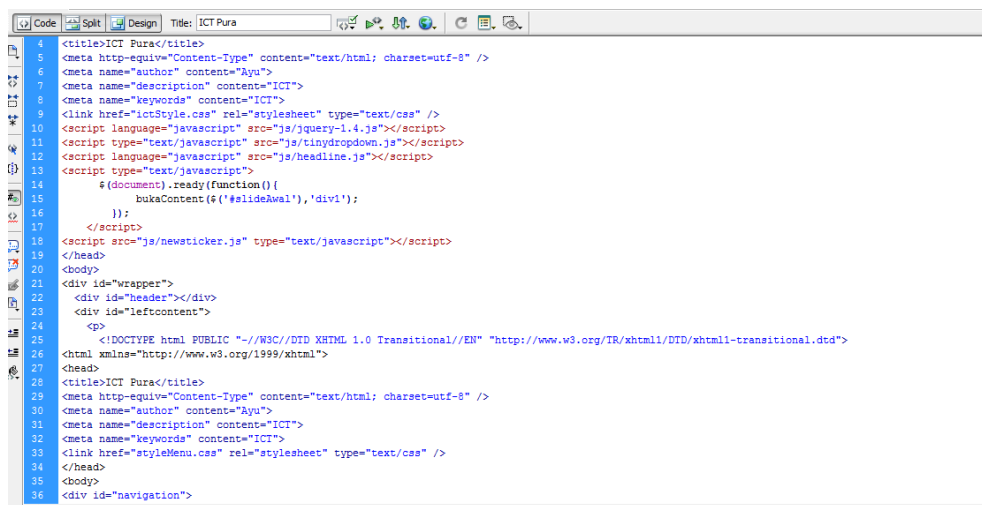 Code Split Design Title: ICT Pura
4 <title>ICT Pura</title>
5 <meta http-equiv="Content-Type" content="text/html; charset=utf-8" />
6 <meta name="author" content="Ayu">
7 <meta name="description" content="ICT">
8 <meta name="keywords" content="ICT">
9 <link href="ictStyle.css" rel="stylesheet" type="text/css" />
10 <script language="javascript" src="js/jquery-1.4.js"></script>
11 <script type="text/javascript" src="js/tinydropdown.js"></script>
12 <script language="javascript" src="js/headline.js"></script>
13 <script type="text/javascript">
14 $(document).ready(function(){
15 bukaContent($('#slideAwal'),'div1');
16 });
17 </script>
18 <script src="js/newsticker.js" type="text/javascript"></script>
19 </head>
20 <body>
21 <div id="wrapper">
22 <div id="header"></div>
23 <div id="leftcontent">
24 <p>
25 <!DOCTYPE html PUBLIC "-//W3C//DTD XHTML 1.0 Transitional//EN" "http://www.w3.org/TR/xhtml1/DTD/xhtml1-transitional.dtd">
26 <html xmlns="http://www.w3.org/1999/xhtml">
27 <head>
28 <title>ICT Pura</title>
29 <meta http-equiv="Content-Type" content="text/html; charset=utf-8" />
30 <meta name="author" content="Ayu">
31 <meta name="description" content="ICT">
32 <meta name="keywords" content="ICT">
33 <link href="styleMenu.css" rel="stylesheet" type="text/css" />
34 </head>
35 <body>
36 <div id="navigation">